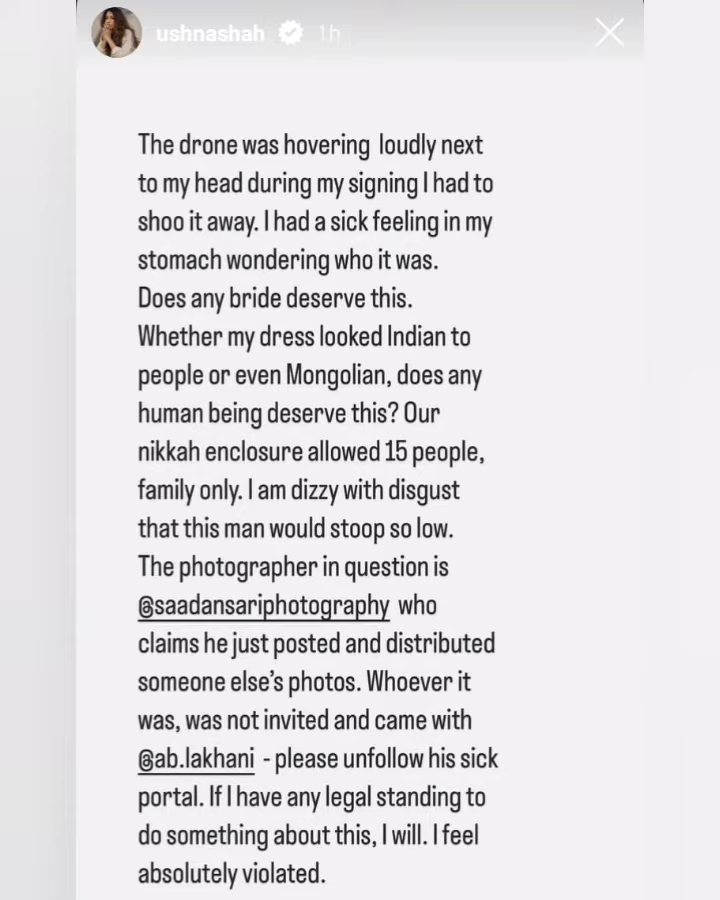 ushnashah 1h
The drone was hovering loudly next
to my head during my signing I had to
shoo it away. I had a sick feeling in my
stomach wondering who it was.
Does any bride deserve this.
Whether my dress looked Indian to
people or even Mongolian, does any
human being deserve this? Our
nikkah enclosure allowed 15 people,
family only. I am dizzy with disgust
that this man would stoop so low.
The photographer in question is
@saadansariphotography who
claims he just posted and distributed
someone else's photos. Whoever it
was, was not invited and came with
@ab.lakhani - please unfollow his sick
portal. If I have any legal standing to
do something about this, I will. I feel
absolutely violated.